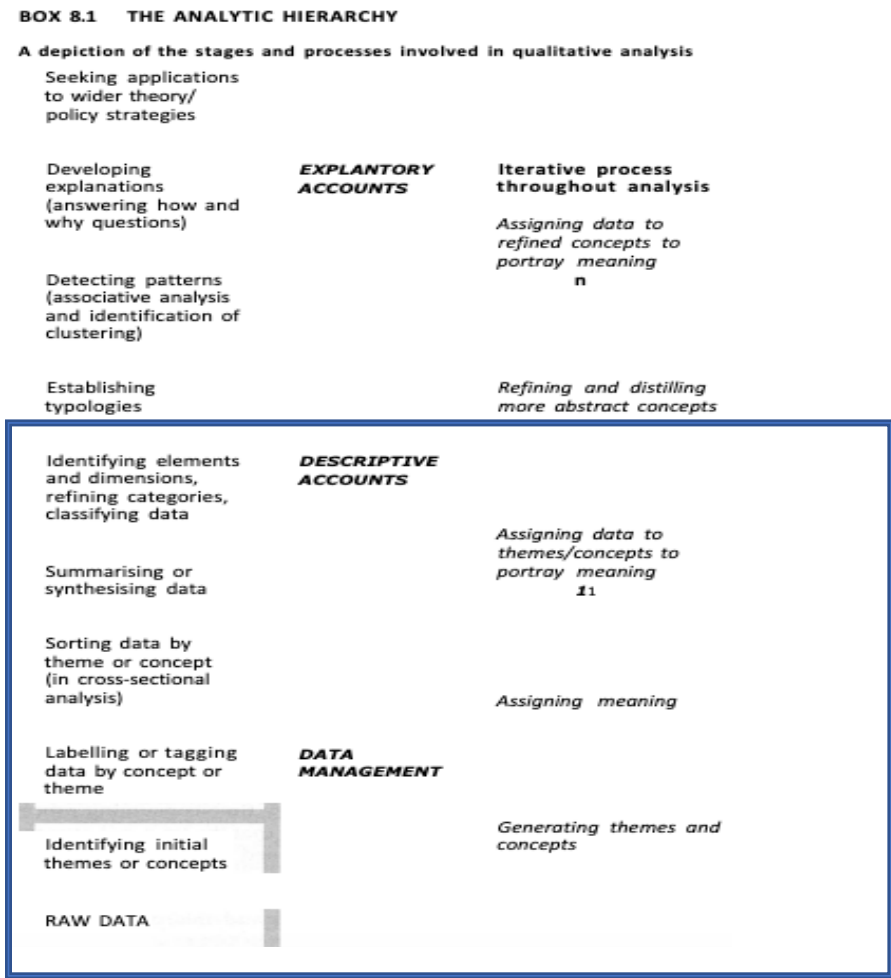 BOX 8.1 THE ANALYTIC HIERARCHY
A depiction of the stages and processes involved in qualitative analysis
Seeking applications
to wider theory/
policy strategies
Developing
explanations
(answering how and
why questions)
EXPLANTORY
ACCOUNTS
Iterative process
throughout analysis
Assigning data to
refined concepts to
portray meaning
n
Detecting patterns
(associative analysis
and identification of
clustering)
Establishing
typologies
Refining and distilling
more abstract concepts
Identifying elements
and dimensions,
refining categories,
classifying data
DESCRIPTIVE
ACCOUNTS
Assigning data to
themes/concepts to
portray meaning
11
Summarising or
synthesising data
Sorting data by
theme or concept
(in cross-sectional
analysis)
Assigning meaning
Labelling or tagging
data by concept or
theme
DATA
MANAGEMENT
Generating themes and
concepts
Identifying initial
themes or concepts
RAW DATA